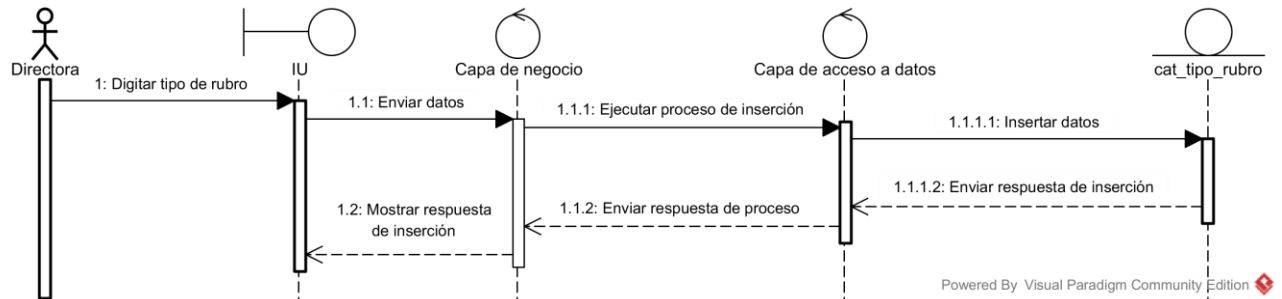 Directora
IU
Capa de negocio
Capa de acceso a datos
cat_tipo_rubro
1: Digitar tipo de rubro
1.1: Enviar datos
1.1.1: Ejecutar proceso de inserción
1.1.1.1: Insertar datos
1.1.1.2: Enviar respuesta de inserción
1.1.2: Enviar respuesta de proceso
1.2: Mostrar respuesta
de inserción
Powered By Visual Paradigm Community Edition